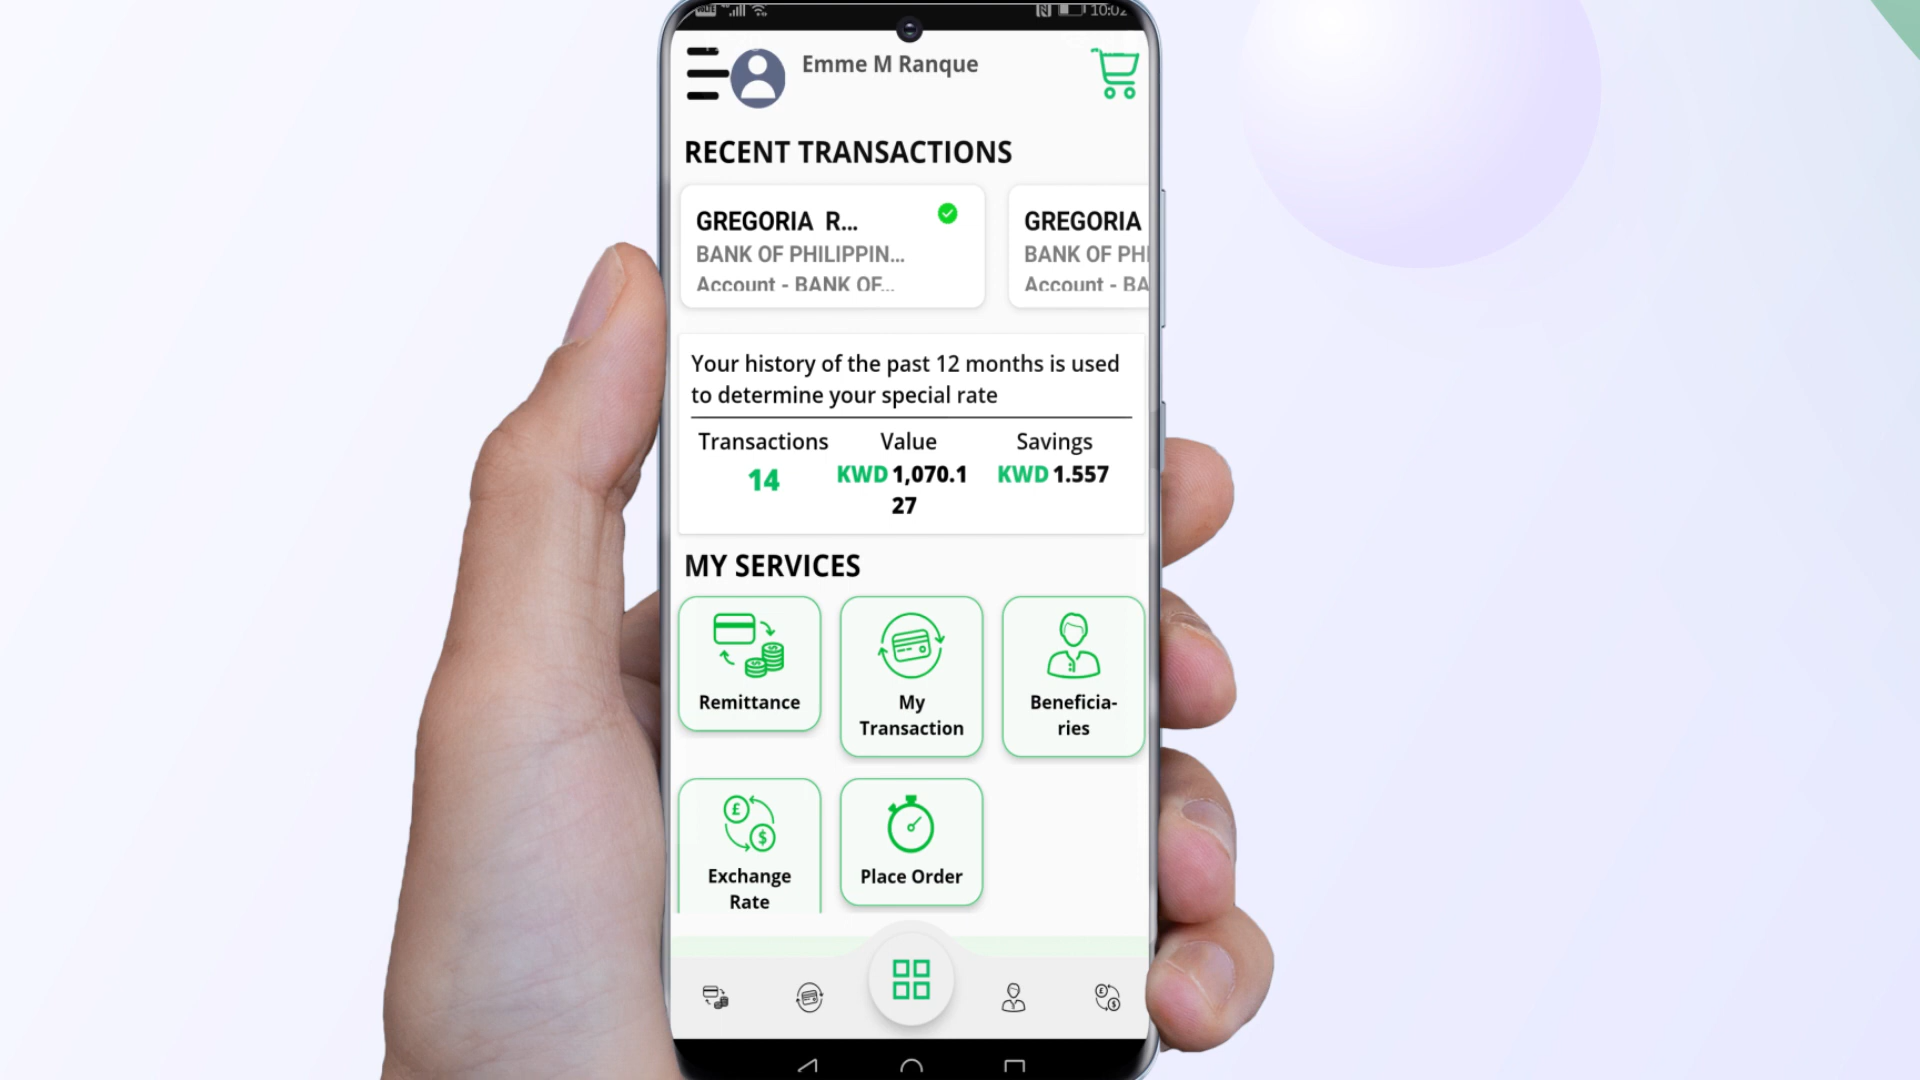 10:02
Emme M Ranque
RECENT TRANSACTIONS
GREGORIA R...
BANK OF PHILIPPIN...
Account - BANK OF...
GREGORIA
BANK OF PHI
Account - BA
Your history of the past 12 months is used
to determine your special rate
Transactions Value Savings
14 KWD 1,070.1 KWD 1.557
27
MY SERVICES
Remittance
My
Transaction
Beneficia-
ries
Exchange
Rate
Place Order